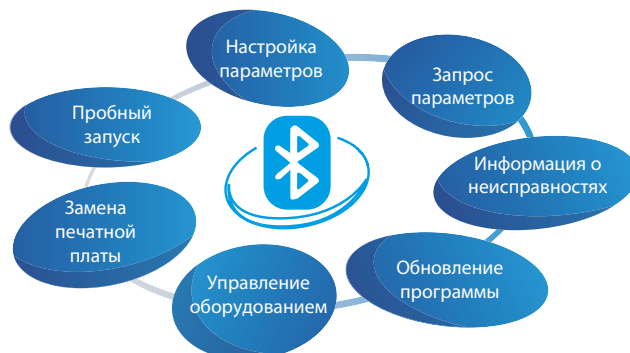 Настройка
параметров
Запрос
параметров
Информация о
неисправностях
Обновление
программы
Управление
оборудованием
Замена
печатной
платы
Пробный
запуск